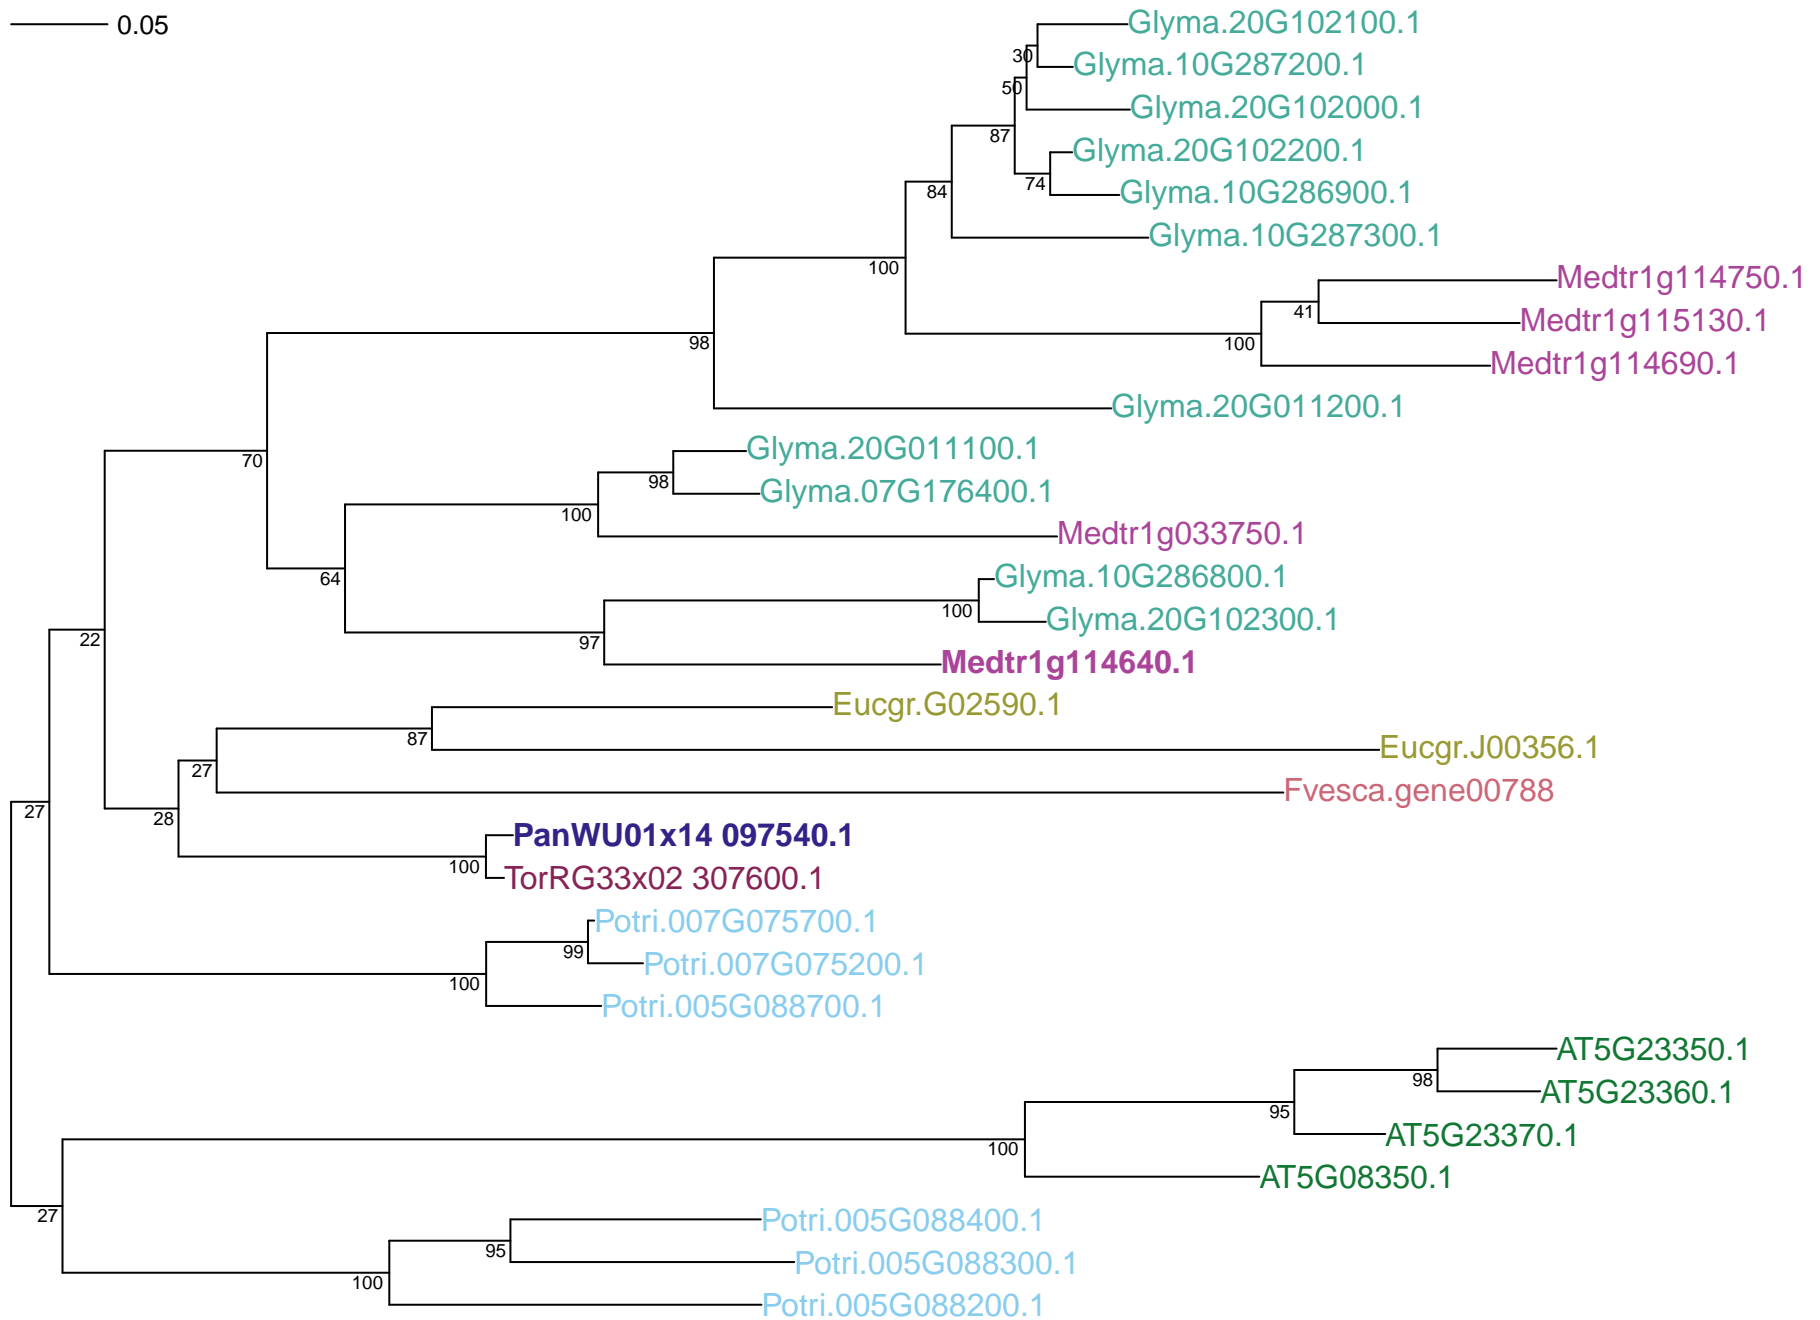 0.05
Glyma.20G102100.1
30
Glyma.10G287200.1
50
Glyma.20G102000.1
87
Glyma.20G102200.1
74
Glyma.10G286900.1
84
Glyma.10G287300.1
100
Medtr1g114750.1
41
Medtr1g115130.1
100
Medtr1g114690.1
98
Glyma.20G011200.1
Glyma.20G011100.1
70
98
Glyma.07G176400.1
100
Medtr1g033750.1
64
Glyma.10G286800.1
100
Glyma.20G102300.1
22
97
Medtr1g114640.1
Eucgr.G02590.1
87
Eucgr.J00356.1
27
Fvesca.gene00788
27
28
PanWU01x14 097540.1
100
TorRG33x02 307600.1
Potri.007G075700.1
99
Potri.007G075200.1
100
Potri.005G088700.1
AT5G23350.1
98
AT5G23360.1
95
AT5G23370.1
100
AT5G08350.1
27
Potri.005G088400.1
95
Potri.005G088300.1
100
Potri.005G088200.1